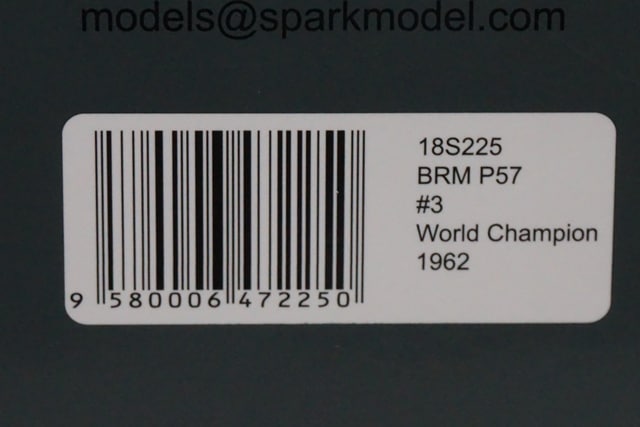 models@sparkmodel.com
18S225
BRM P57
#3
World Champion
1962
9 580006 472250